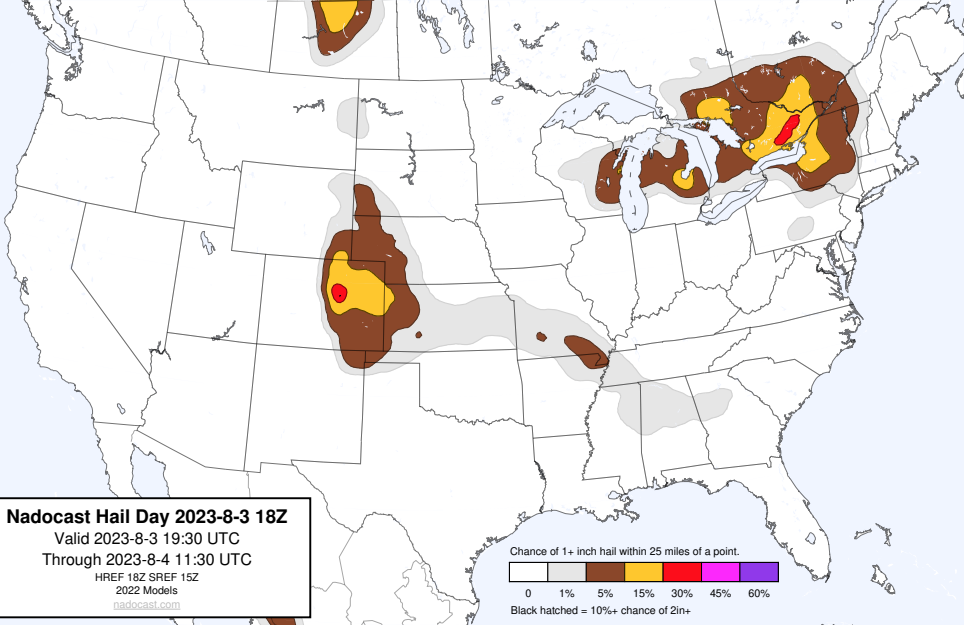 Nadocast Hail Day 2023-8-3 18Z
Valid 2023-8-3 19:30 UTC
Through 2023-8-4 11:30 UTC
HREF 18Z SREF 15Z
2022 Models
nadocast.com
Chance of 1+ inch hail within 25 miles of a point.
0 1% 5% 15% 30% 45% 60%
Black hatched = 10%+ chance of 2in+